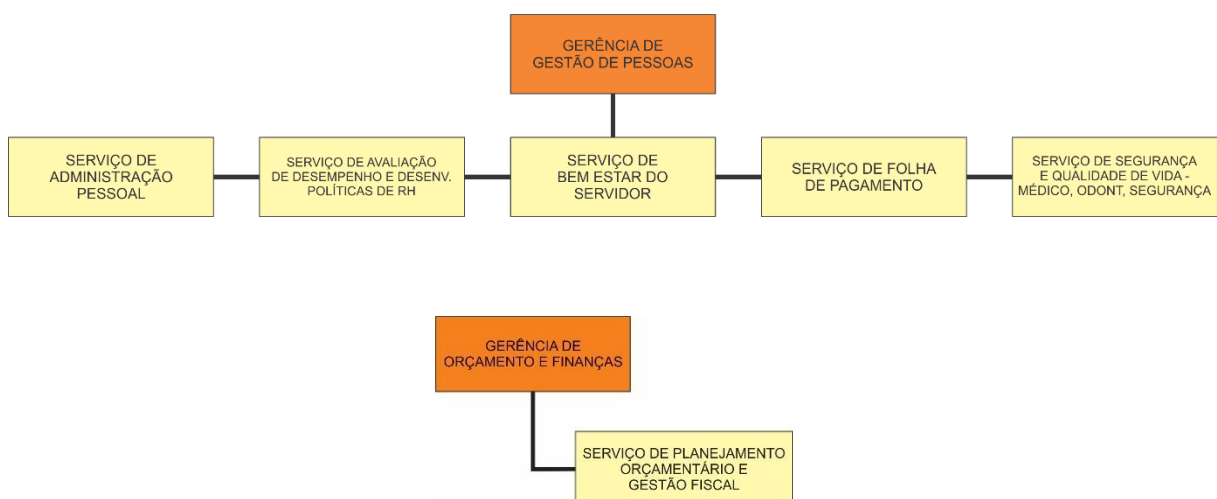 GERÊNCIA DE
GESTÃO DE PESSOAS
SERVIÇO DE
ADMINISTRAÇÃO
PESSOAL
SERVIÇO DE AVALIAÇÃO
DE DESEMPENHO E DESENV.
POLÍTICAS DE RH
SERVIÇO DE
BEM ESTAR DO
SERVIDOR
SERVIÇO DE FOLHA
DE PAGAMENTO
SERVIÇO DE SEGURANÇA
E QUALIDADE DE VIDA -
MÉDICO, ODONT, SEGURANÇA
GERÊNCIA DE
ORÇAMENTO E FINANÇAS
SERVIÇO DE PLANEJAMENTO
ORÇAMENTÁRIO E
GESTÃO FISCAL